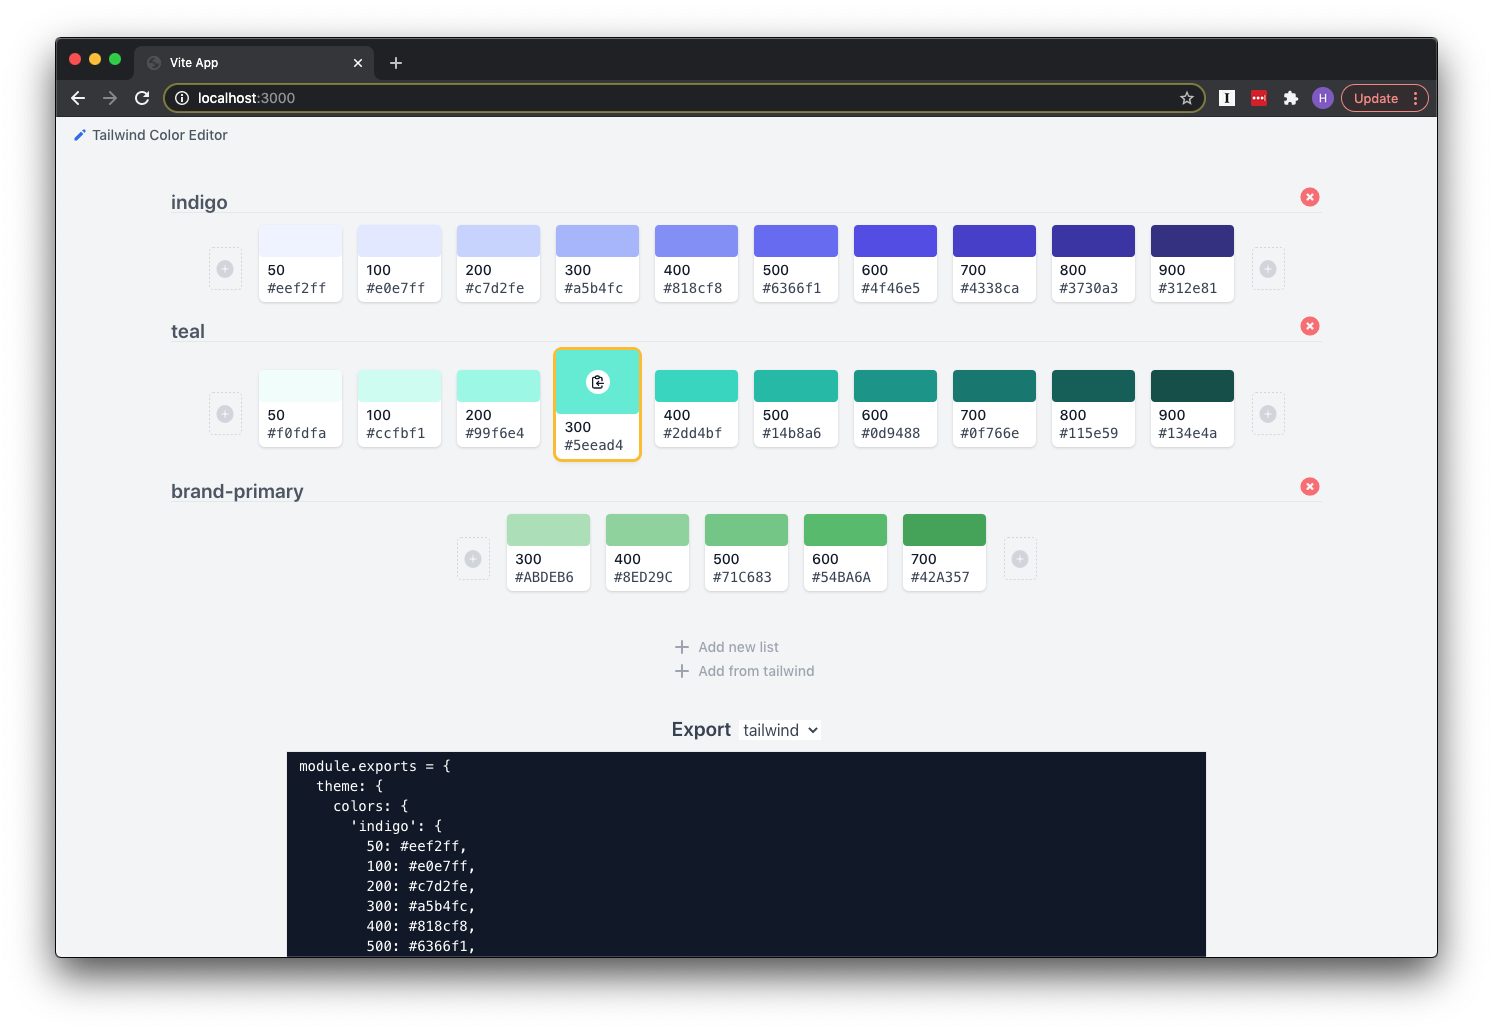 Vite App
localhost:3000
H
Update
Tailwind Color Editor
indigo
50 100 200 300 400 500 600 700 800 900
#eef2ff #e0e7ff #c7d2fe #a5b4fc #818cf8 #6366f1 #4f46e5 #4338ca #3730a3 #312e81
teal
50 100 200 300 400 500 600 700 800 900
#f0fdfa #ccfbf1 #99f6e4 #5eead4 #2dd4bf #14b8a6 #0d9488 #0f766e #115e59 #134e4a
brand-primary
300 400 500 600 700
#ABDEB6 #8ED29C #71C683 #54BA6A #42A357
Add new list
Add from tailwind
Export tailwind
module.exports = {
theme: {
colors: {
'indigo': {
50: #eef2ff,
100: #e0e7ff,
200: #c7d2fe,
300: #a5b4fc,
400: #818cf8,
500: #6366f1,